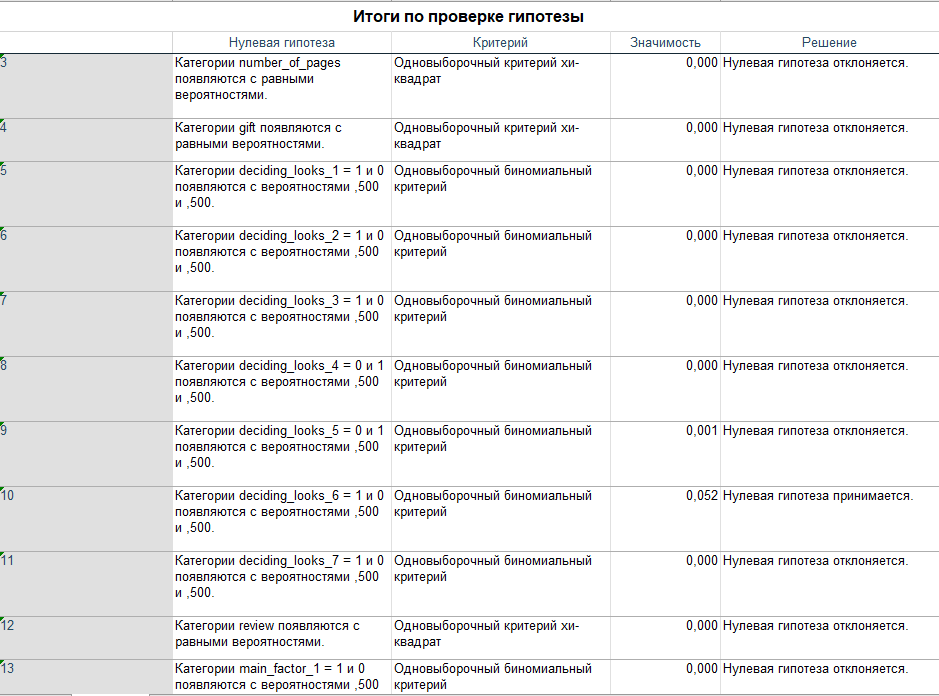 Итоги по проверке гипотезы
Нулевая гипотеза Критерий Значимость Решение
3 Категории number_of_pages Одновыборочный критерий хи- 0,000 Нулевая гипотеза отклоняется.
появляются с равными квадрат
вероятностями.
4 Категории gift появляются с Одновыборочный критерий хи- 0,000 Нулевая гипотеза отклоняется.
равными вероятностями. квадрат
5 Категории deciding_looks_1 = 1 и 0 Одновыборочный биномиальный 0,000 Нулевая гипотеза отклоняется.
появляются с вероятностями ,500 критерий
и ,500.
6 Категории deciding_looks_2 = 1 и 0 Одновыборочный биномиальный 0,000 Нулевая гипотеза отклоняется.
появляются с вероятностями ,500 критерий
и ,500.
7 Категории deciding_looks_3 = 1 и 0 Одновыборочный биномиальный 0,000 Нулевая гипотеза отклоняется.
появляются с вероятностями ,500 критерий
и ,500.
8 Категории deciding_looks_4 = 0 и 1 Одновыборочный биномиальный 0,000 Нулевая гипотеза отклоняется.
появляются с вероятностями ,500 критерий
и ,500.
9 Категории deciding_looks_5 = 0 и 1 Одновыборочный биномиальный 0,001 Нулевая гипотеза отклоняется.
появляются с вероятностями ,500 критерий
и ,500.
10 Категории deciding_looks_6 = 1 и 0 Одновыборочный биномиальный 0,052 Нулевая гипотеза принимается.
появляются с вероятностями ,500 критерий
и ,500.
11 Категории deciding_looks_7 = 1 и 0 Одновыборочный биномиальный 0,000 Нулевая гипотеза отклоняется.
появляются с вероятностями ,500 критерий
и ,500.
12 Категории review появляются с Одновыборочный критерий хи- 0,000 Нулевая гипотеза отклоняется.
равными вероятностями. квадрат
13 Категории main_factor_1 = 1 и 0 Одновыборочный биномиальный 0,000 Нулевая гипотеза отклоняется.
появляются с вероятностями ,500 критерий